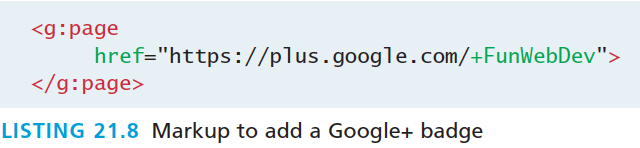 <g:page
href="https://plus.google.com/+FunWebDev">
</g:page>
LISTING 21.8 Markup to add a Google+ badge